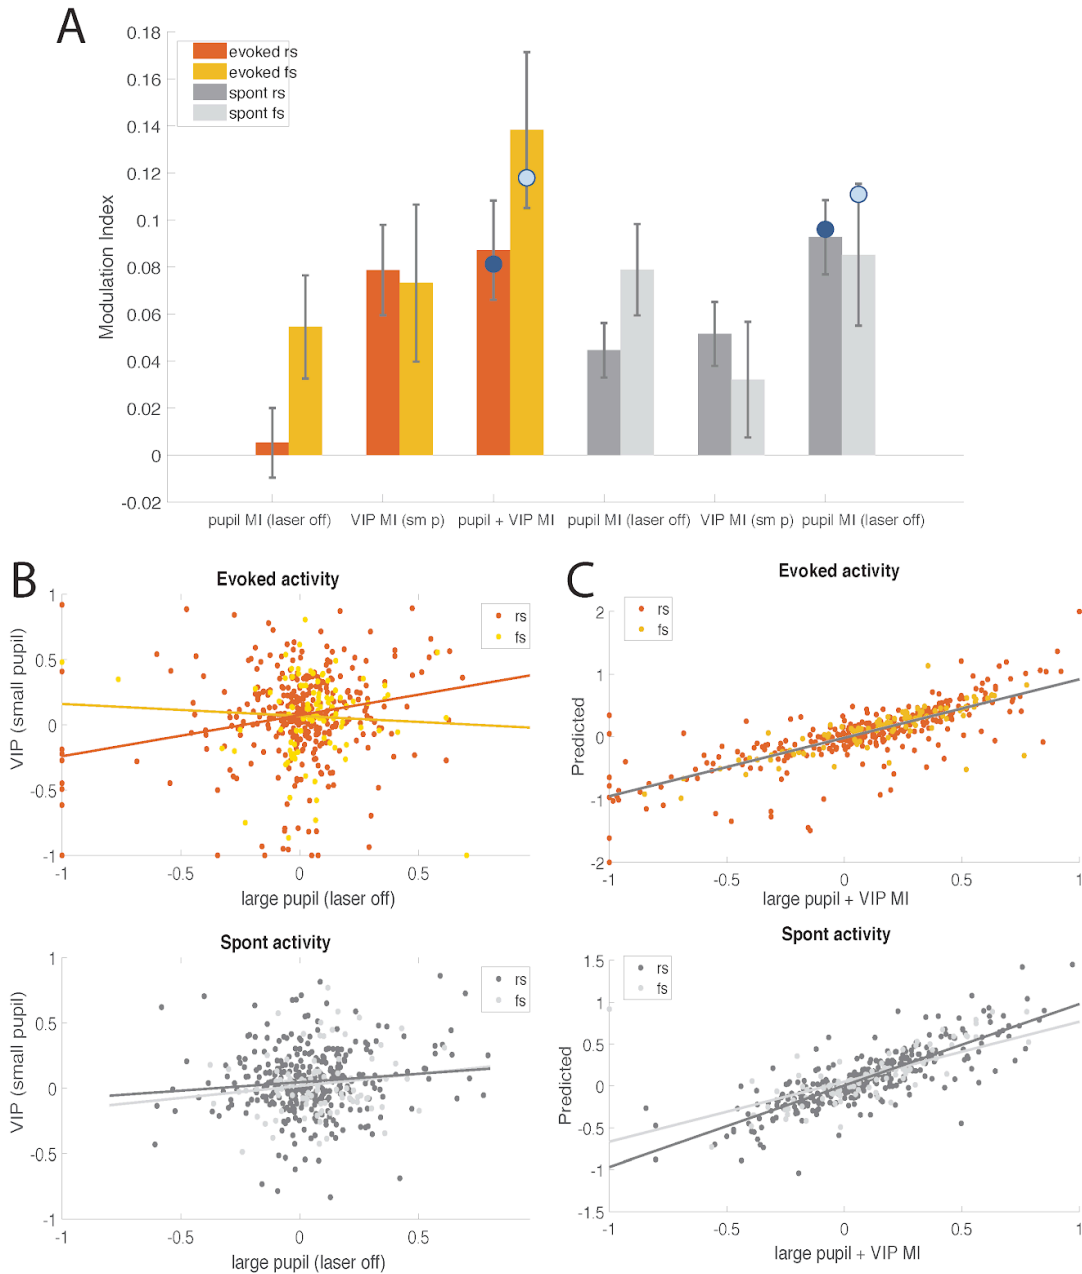 A
0.18
0.16
0.14
0.12
0.1
0.08
0.06
0.04
0.02
0
-0.02
Modulation Index
evoked rs
evoked fs
spont rs
spont fs
pupil MI (laser off)
VIP MI (sm p)
pupil + VIP MI
pupil MI (laser off)
VIP MI (sm p)
pupil MI (laser off)
B
Evoked activity
1
0.5
0
-0.5
-1
VIP (small pupil)
rs
fs
-1
-0.5
0
0.5
large pupil (laser off)
C
Evoked activity
2
1
0
-1
-2
Predicted
rs
fs
-1
-0.5
0
0.5
1
large pupil + VIP MI
Spont activity
1
0.5
0
-0.5
-1
VIP (small pupil)
rs
fs
-1
-0.5
0
0.5
large pupil (laser off)
Spont activity
1.5
1
0.5
0
-0.5
-1
-1.5
Predicted
rs
fs
-1
-0.5
0
0.5
1
large pupil + VIP MI